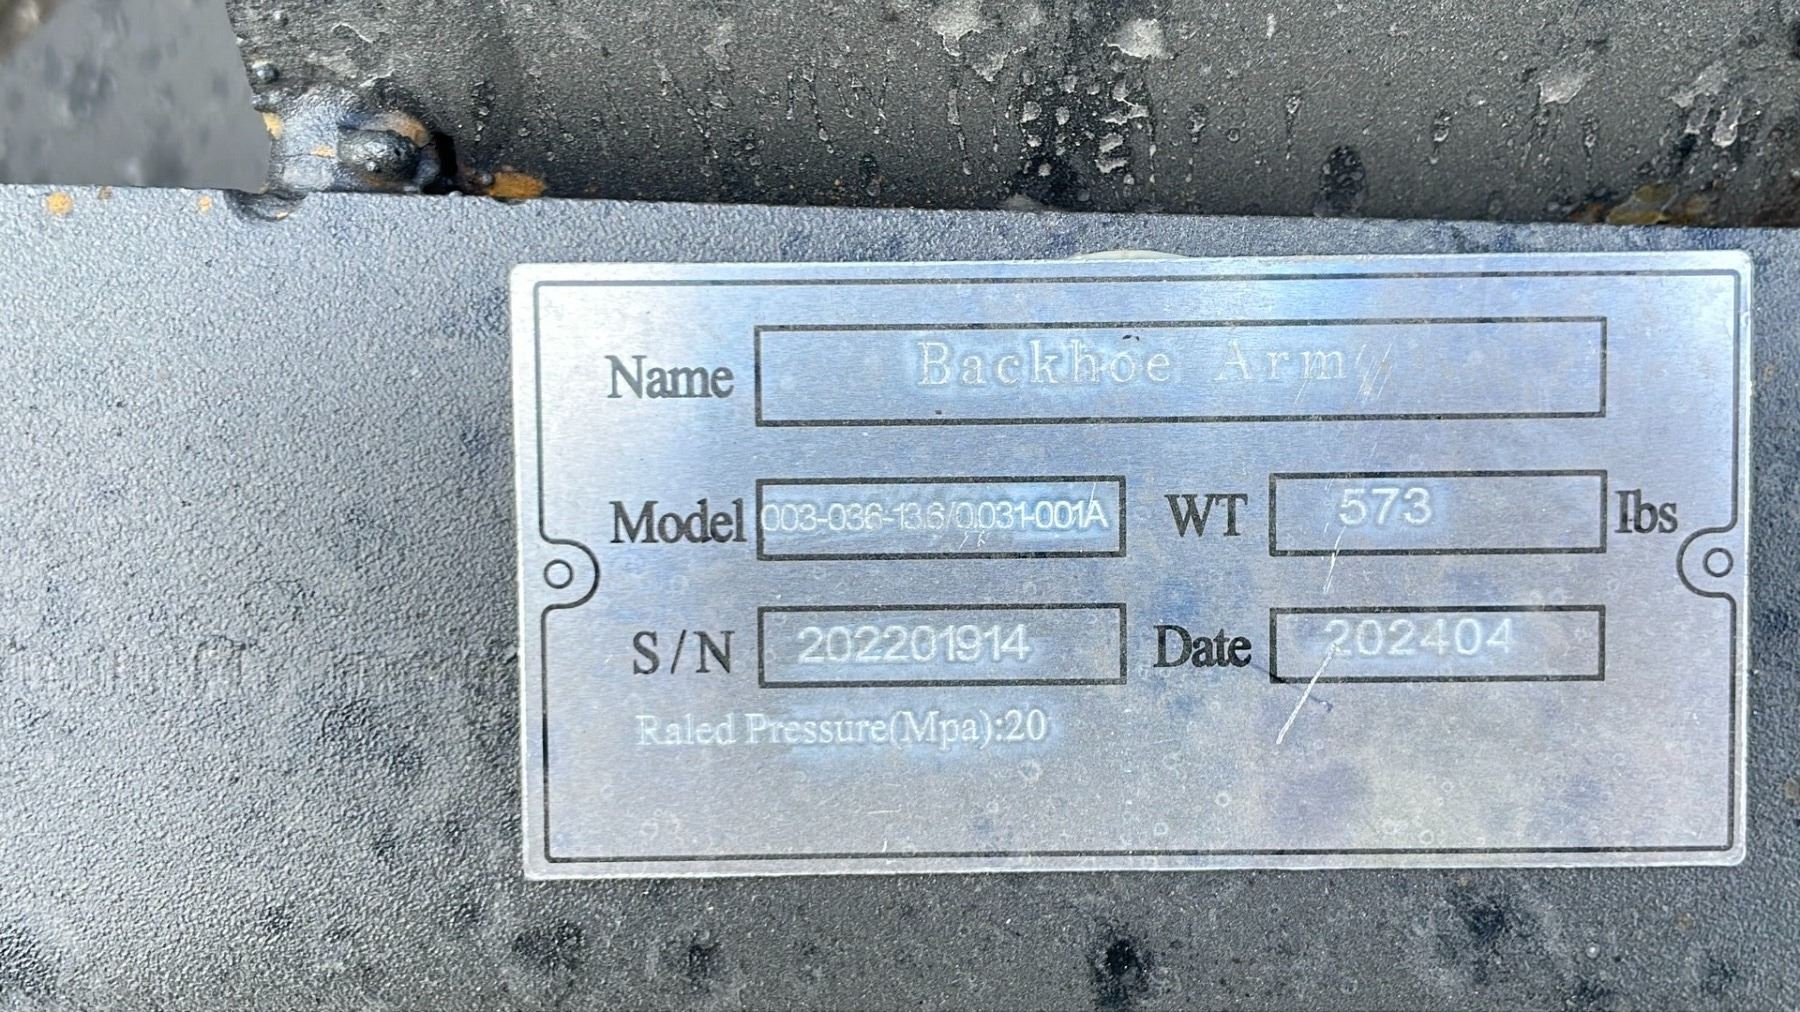 Name Backhoe Arm
Model 003-036-13.6/0.031-001A WT 573 Ibs
S/N 202201914 Date 202404
Raled Pressure(Mpa):20